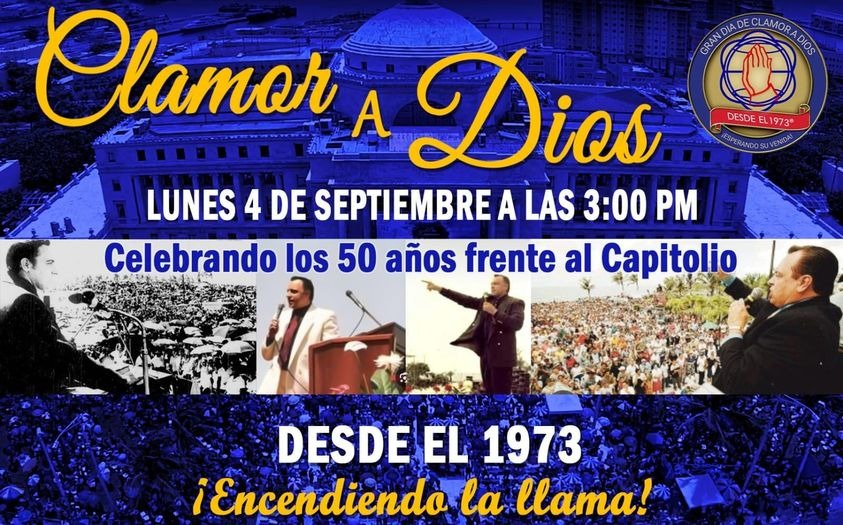 Clamor A Dios
GRAN DIA DE CLAMOR A DIOS
DESDE EL 1973®
¡ESPERANDO SU VENIDA!
LUNES 4 DE SEPTIEMBRE A LAS 3:00 PM
Celebrando los 50 años frente al Capitolio
DESDE EL 1973
¡Encendiendo la llama!